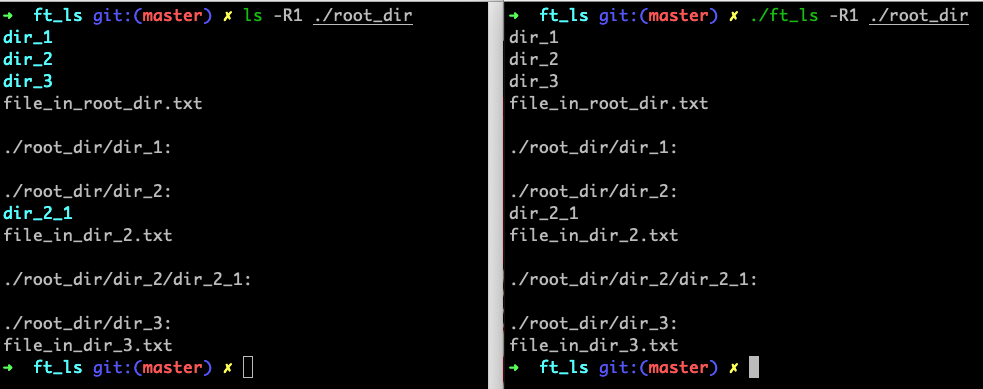 ➜  ft_ls git:(master) ✗ ls -R1 ./root_dir
dir_1
dir_2
dir_3
file_in_root_dir.txt

./root_dir/dir_1:

./root_dir/dir_2:
dir_2_1
file_in_dir_2.txt

./root_dir/dir_2/dir_2_1:

./root_dir/dir_3:
file_in_dir_3.txt
➜  ft_ls git:(master) ✗
➜  ft_ls git:(master) ✗ ./ft_ls -R1 ./root_dir
dir_1
dir_2
dir_3
file_in_root_dir.txt

./root_dir/dir_1:

./root_dir/dir_2:
dir_2_1
file_in_dir_2.txt

./root_dir/dir_2/dir_2_1:

./root_dir/dir_3:
file_in_dir_3.txt
➜  ft_ls git:(master) ✗